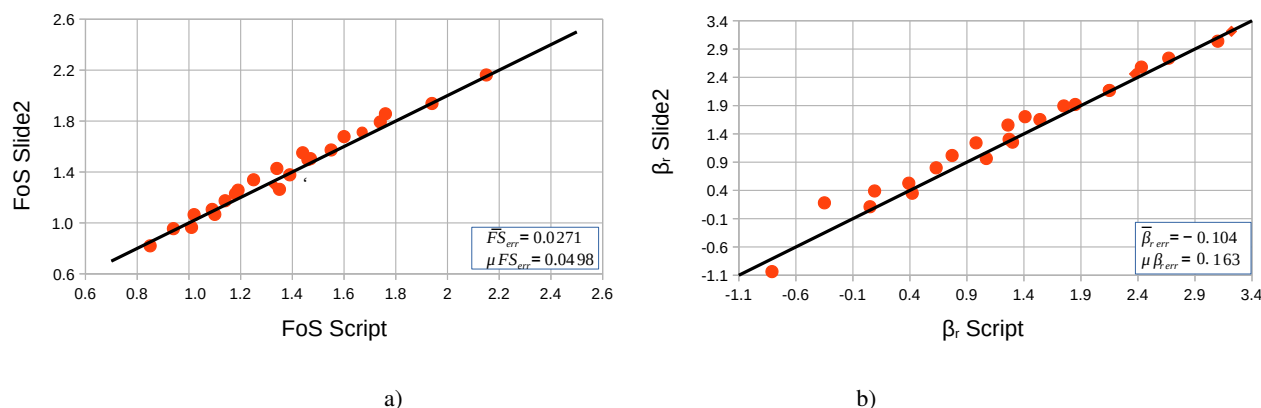 2.6
2.2
1.8
1.4
1.0
0.6
FoS Slide2
F̅S̅err = 0.0271
μ FSerr = 0.0498
0.6 0.8 1.0 1.2 1.4 1.6 1.8 2 2.2 2.4 2.6
FoS Script
a)
3.4
2.9
2.4
1.9
1.4
0.9
0.4
-0.1
-0.6
-1.1
βr Slide2
β̅r err = − 0.104
μ βr err = 0.163
-1.1 -0.6 -0.1 0.4 0.9 1.4 1.9 2.4 2.9 3.4
βr Script
b)